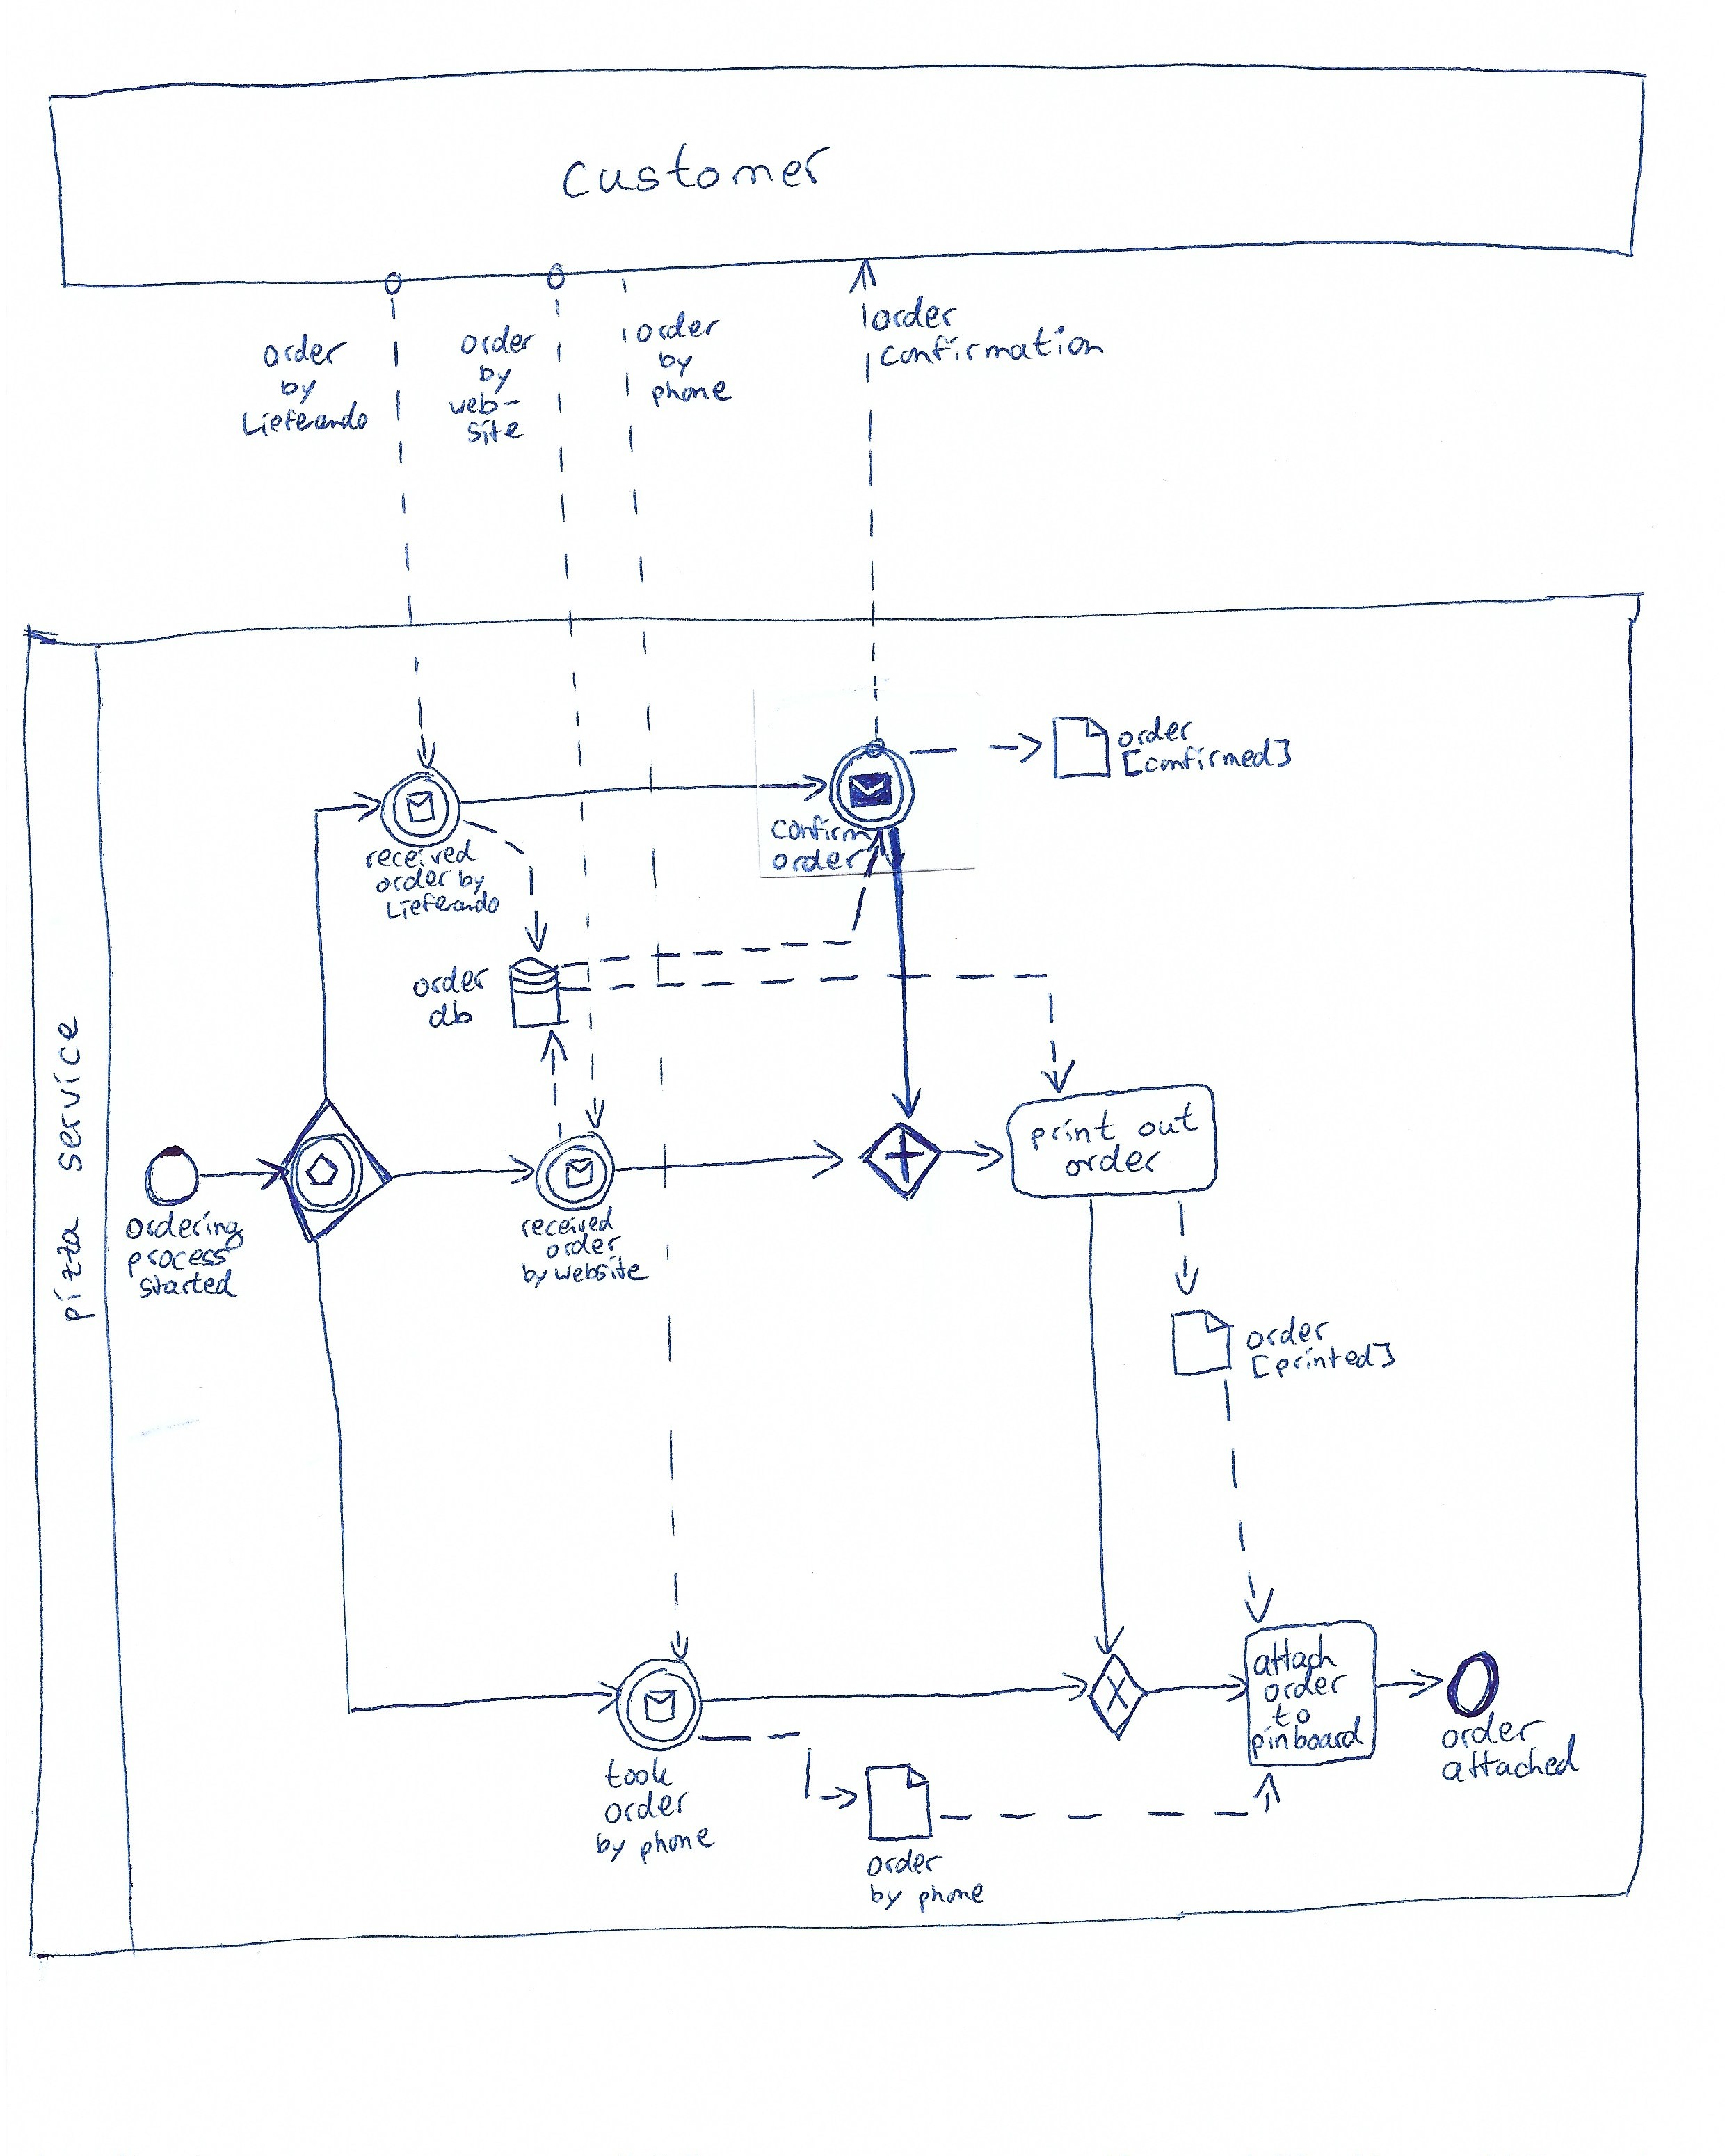 customer
order
by
Lieferando
order
by
web-
site
order
by
phone
order
confirmation
pizza service
order
[confirmed]
confirm
order
received
order by
Lieferando
order
db
print out
order
ordering
process
started
received
order
by website
order
[printed]
attach
order
to
pinboard
order
attached
took
order
by phone
order
by phone